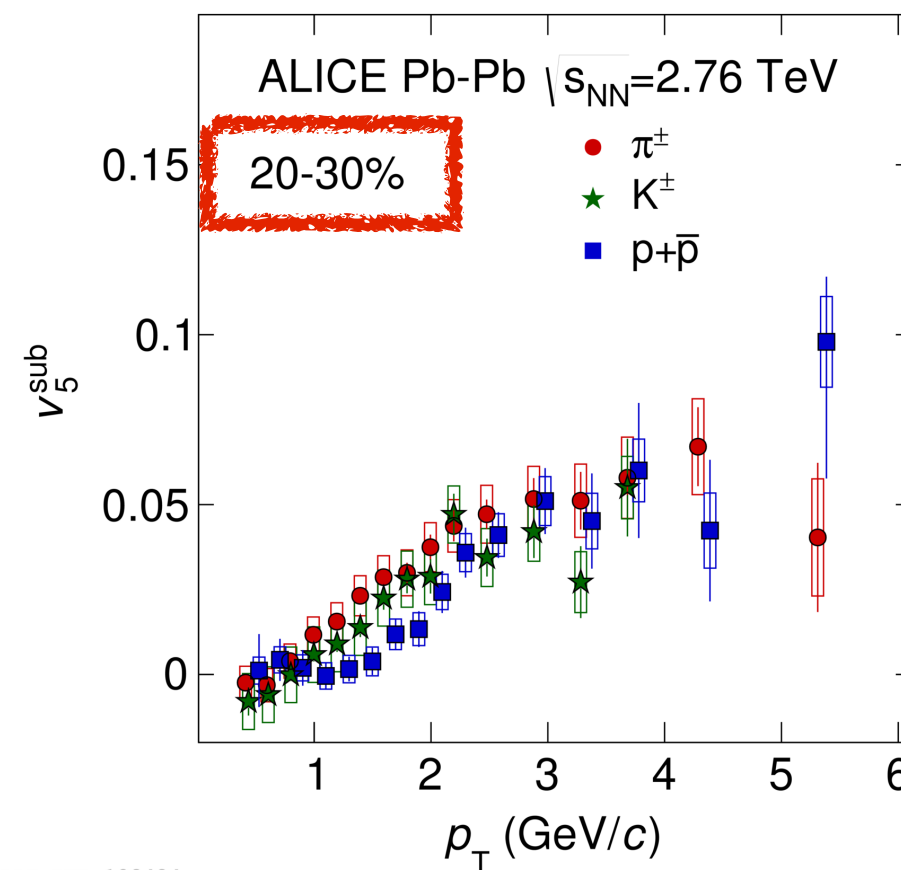 ALICE Pb-Pb √sNN=2.76 TeV
20-30%
π±
K±
p+p̅
v5sub
0.15
0.1
0.05
0
1 2 3 4 5 6
pT (GeV/c)